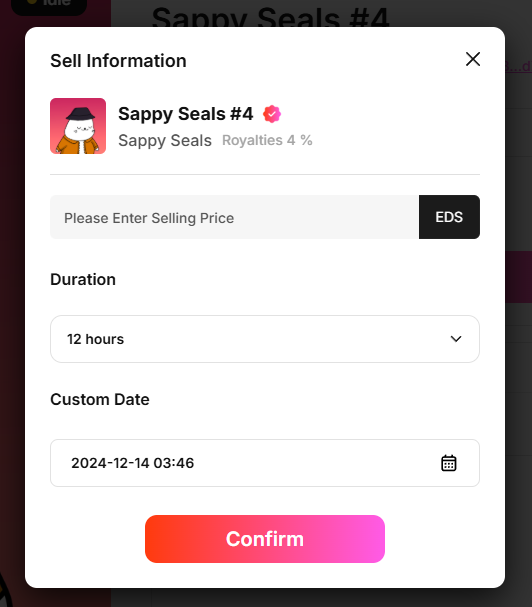 Idle
Sappy Seals #4
Sell Information
Sappy Seals #4
Sappy Seals Royalties 4 %
Please Enter Selling Price EDS
Duration
12 hours
Custom Date
2024-12-14 03:46
Confirm